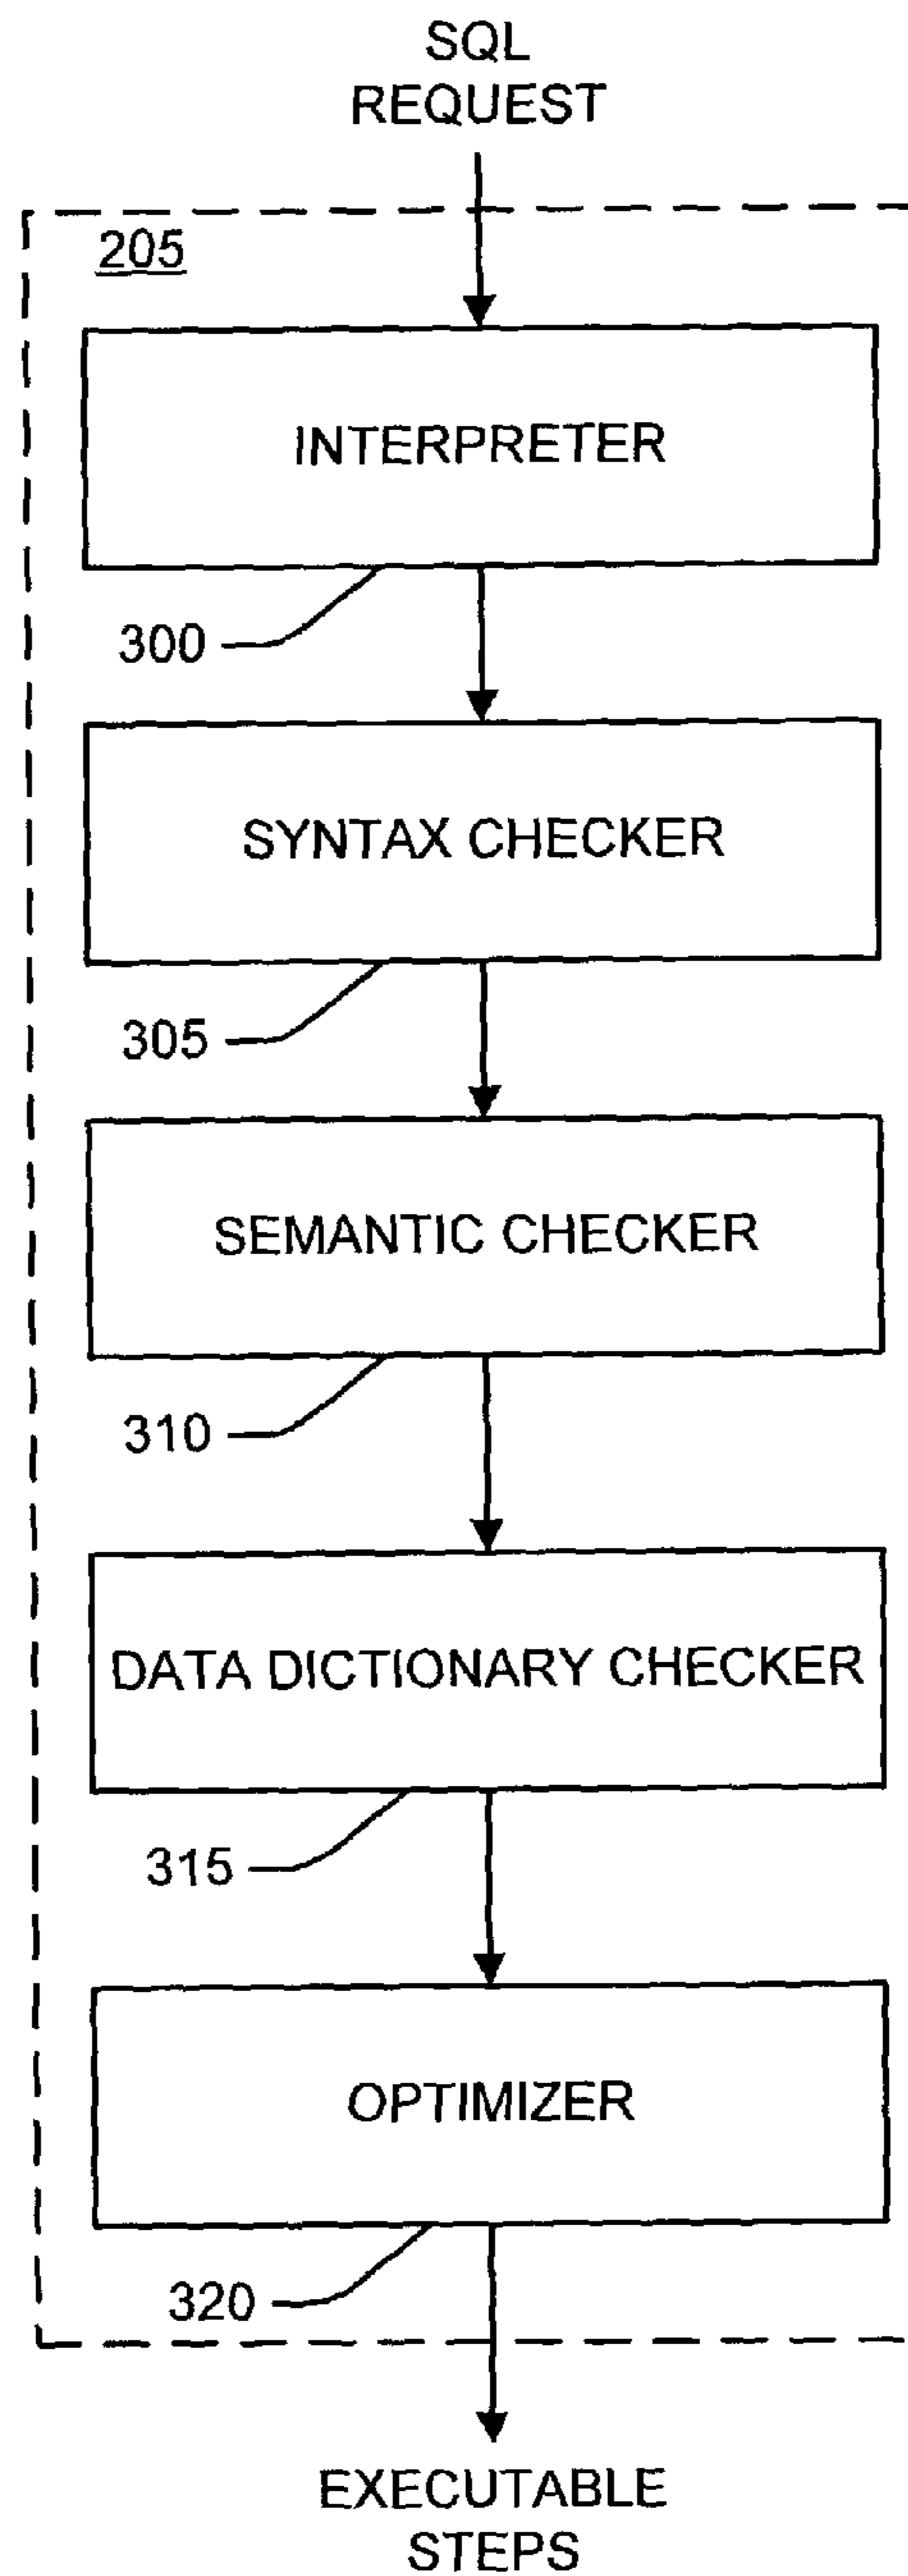 SQL
REQUEST
205
INTERPRETER
300
SYNTAX CHECKER
305
SEMANTIC CHECKER
310
DATA DICTIONARY CHECKER
315
OPTIMIZER
320
EXECUTABLE
STEPS